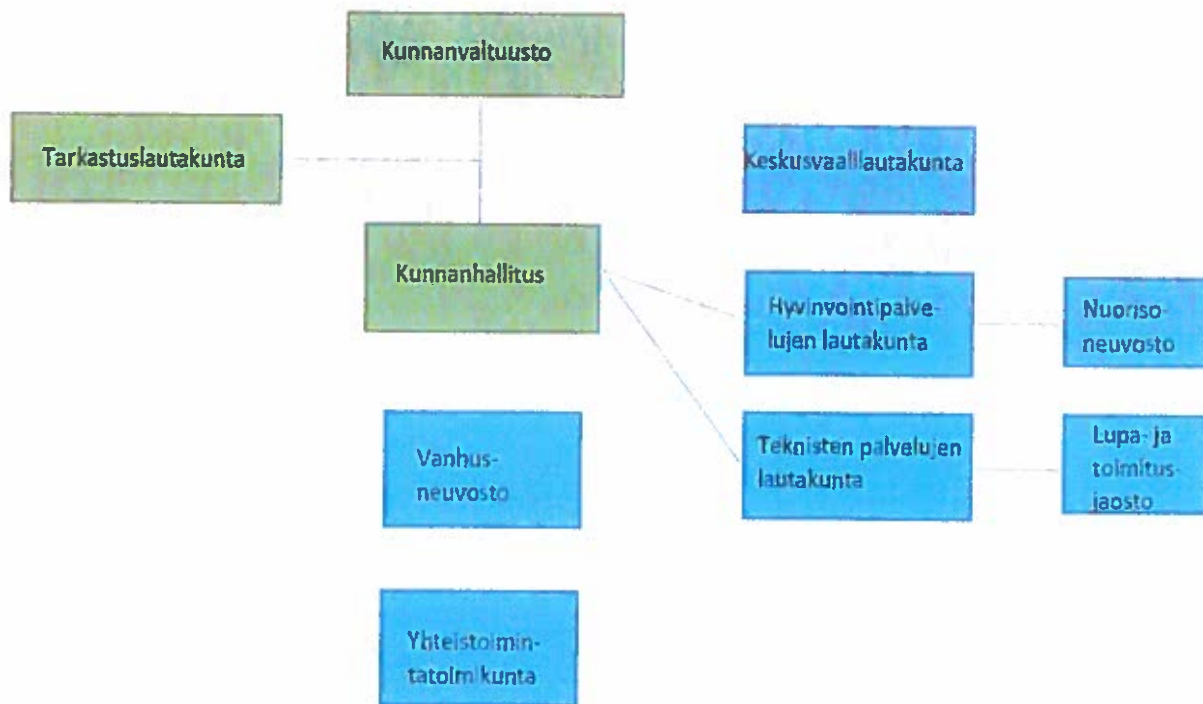 Kunnanvaltuusto
Tarkastuslautakunta
Keskusvaalilautakunta
Kunnanhallitus
Hyvinvointipalve-
lujen lautakunta
Nuoriso-
neuvosto
Vanhus-
neuvosto
Teknisten palvelujen
lautakunta
Lupa- ja
toimitus-
jaosto
Yhteistoimin-
tatoimikunta